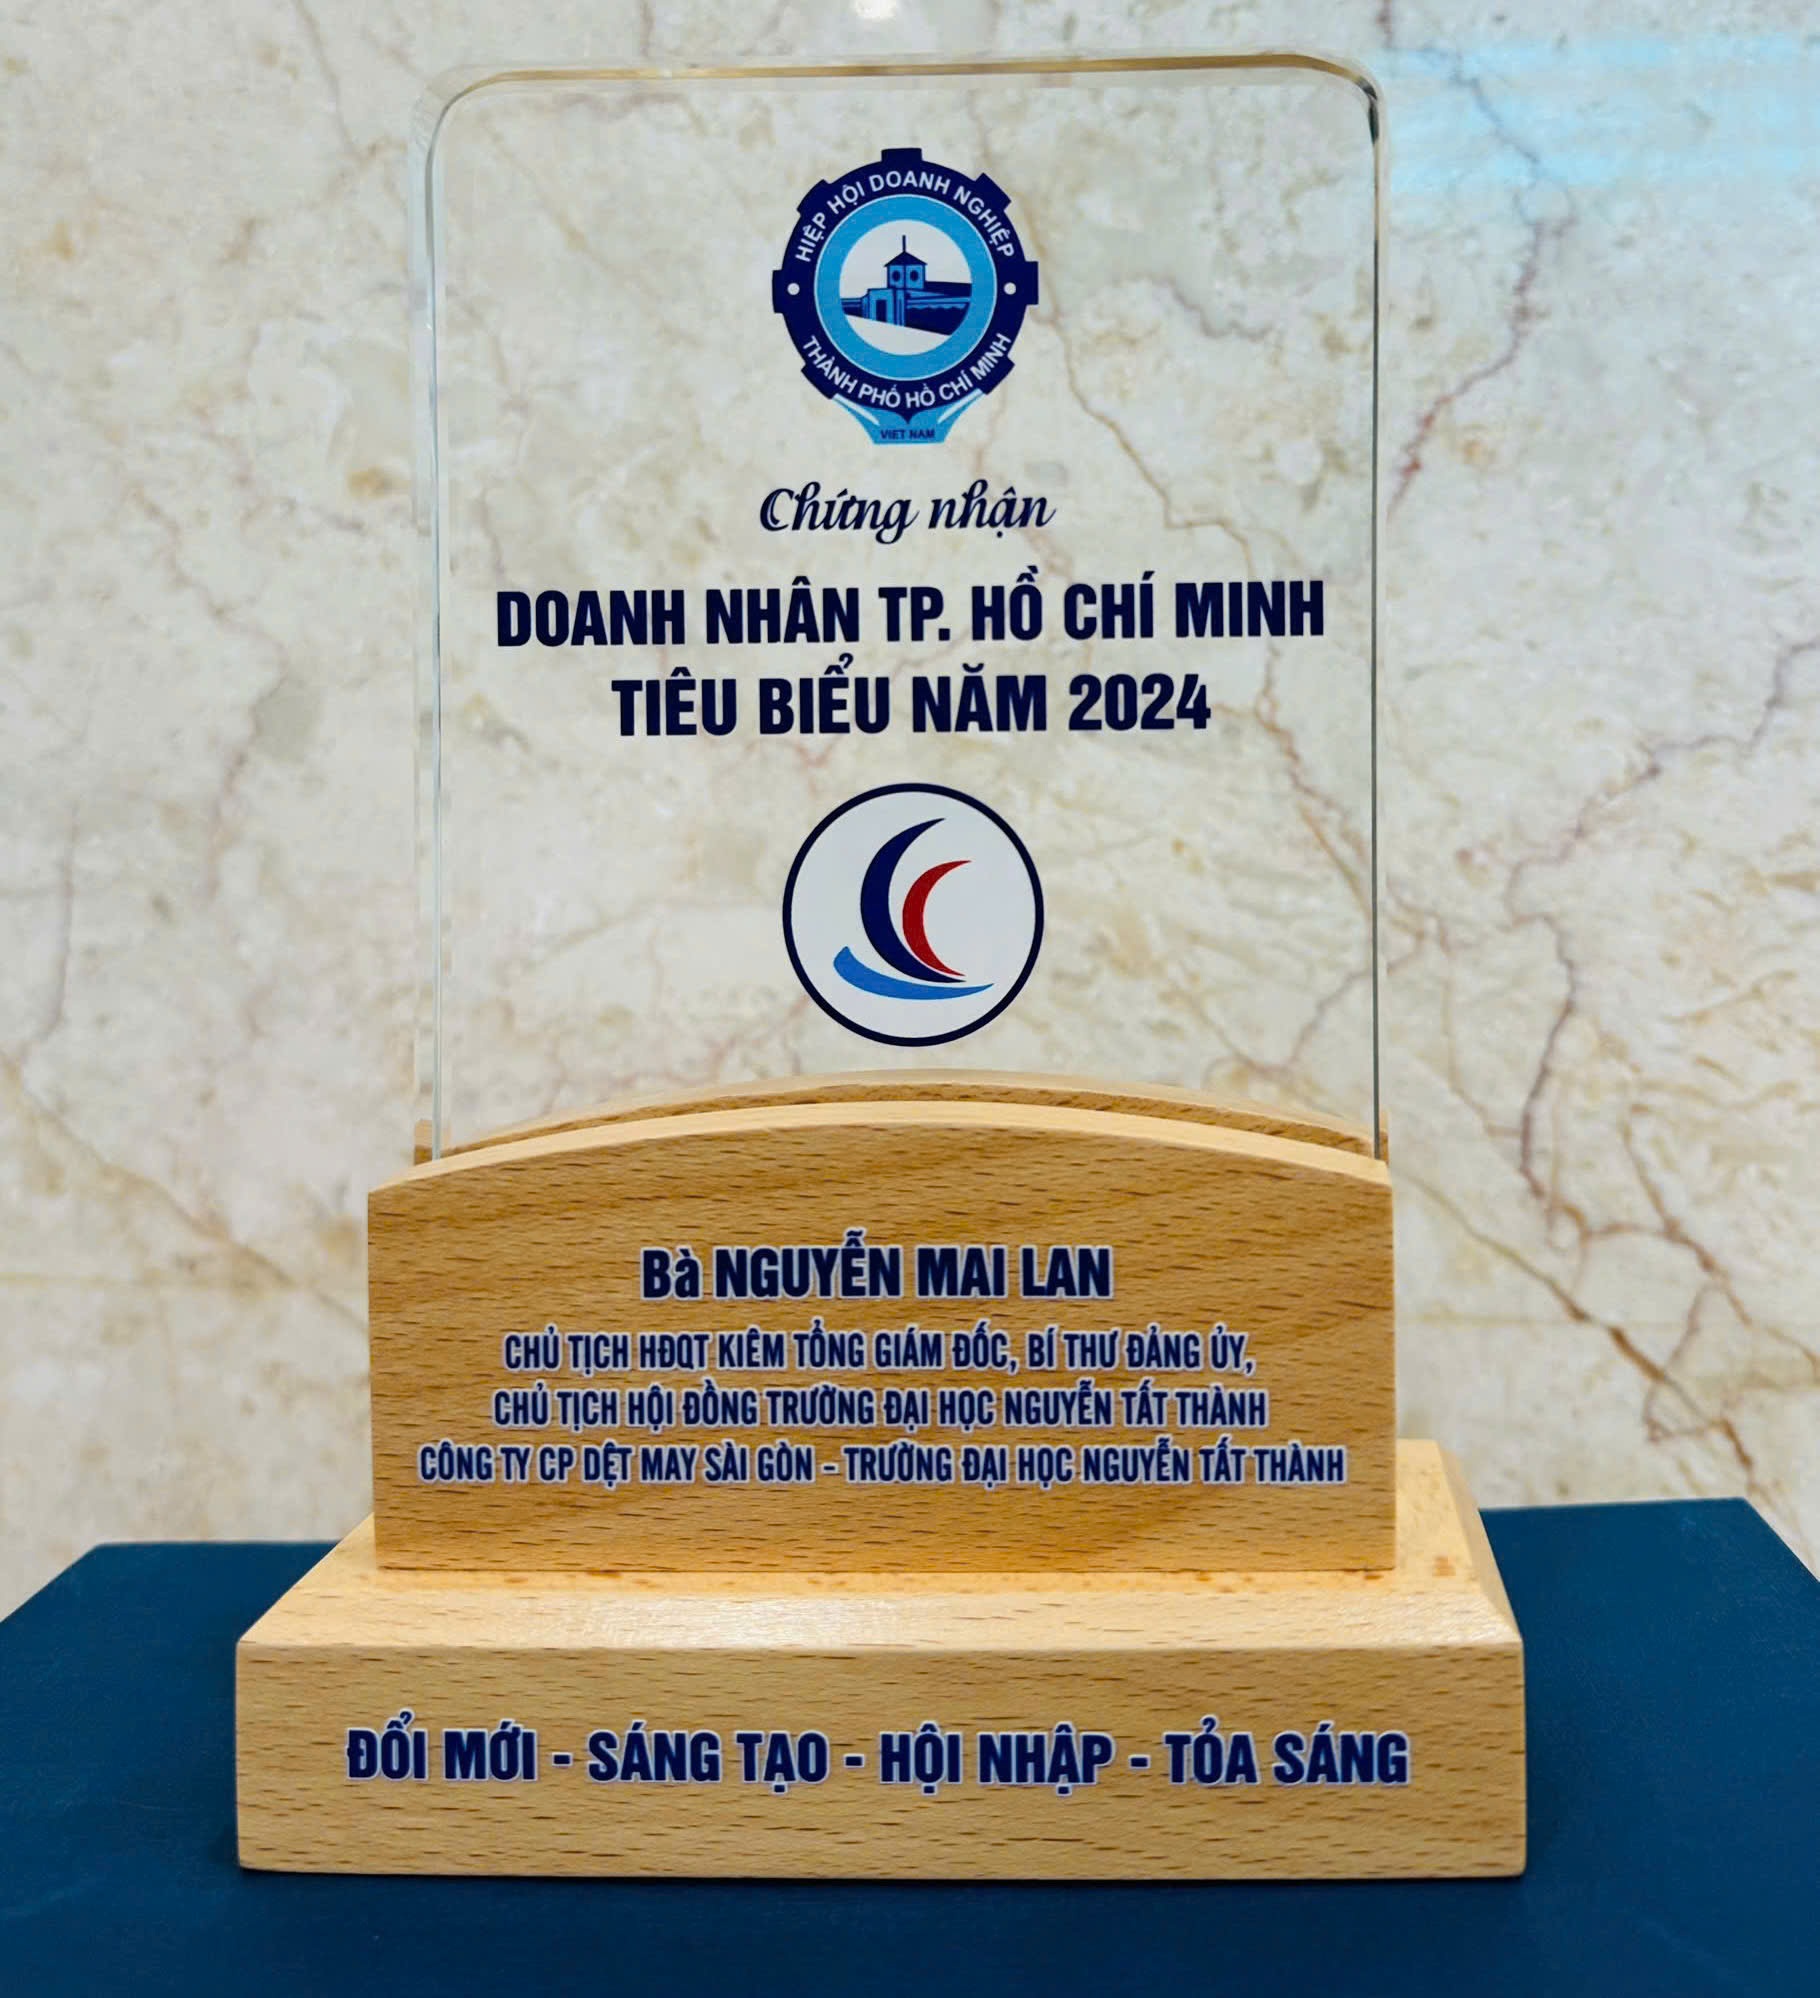 HIỆP HỘI DOANH NGHIỆP
THÀNH PHỐ HỒ CHÍ MINH
VIET NAM
Chứng nhận
DOANH NHÂN TP. HỒ CHÍ MINH
TIÊU BIỂU NĂM 2024
Bà NGUYỄN MAI LAN
CHỦ TỊCH HĐQT KIÊM TỔNG GIÁM ĐỐC, BÍ THƯ ĐẢNG ỦY,
CHỦ TỊCH HỘI ĐỒNG TRƯỜNG ĐẠI HỌC NGUYỄN TẤT THÀNH
CÔNG TY CP DỆT MAY SÀI GÒN - TRƯỜNG ĐẠI HỌC NGUYỄN TẤT THÀNH
ĐỔI MỚI - SÁNG TẠO - HỘI NHẬP - TỎA SÁNG